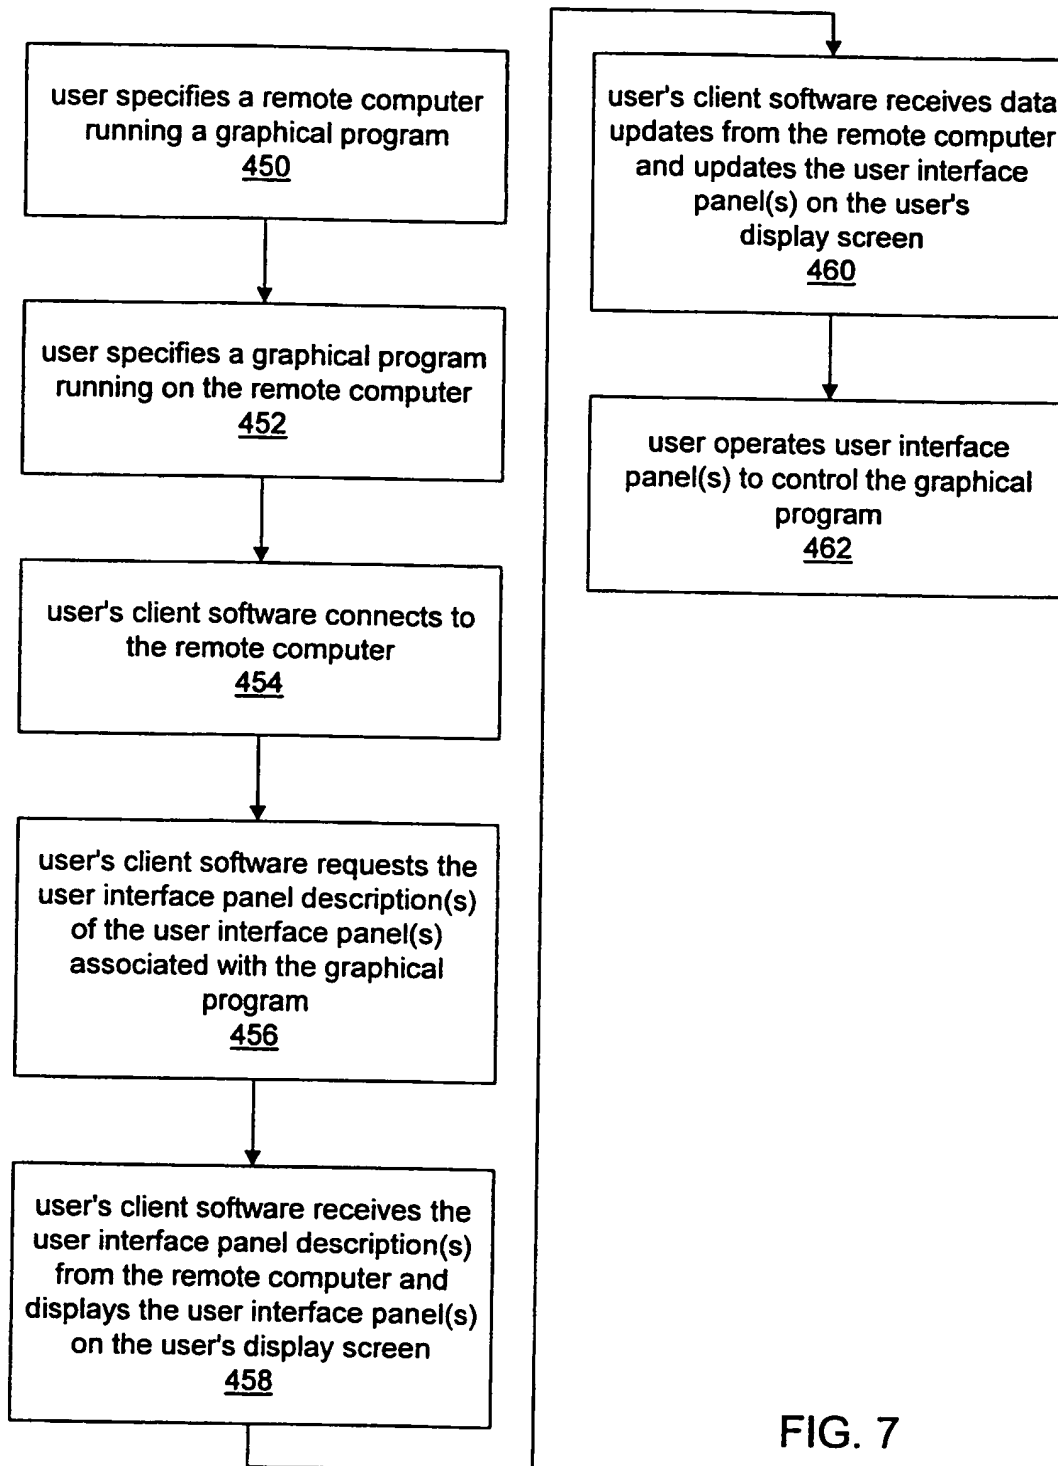 user specifies a remote computer
running a graphical program
450
user specifies a graphical program
running on the remote computer
452
user's client software connects to
the remote computer
454
user's client software requests the
user interface panel description(s)
of the user interface panel(s)
associated with the graphical
program
456
user's client software receives the
user interface panel description(s)
from the remote computer and
displays the user interface panel(s)
on the user's display screen
458
user's client software receives data
updates from the remote computer
and updates the user interface
panel(s) on the user's
display screen
460
user operates user interface
panel(s) to control the graphical
program
462
FIG. 7